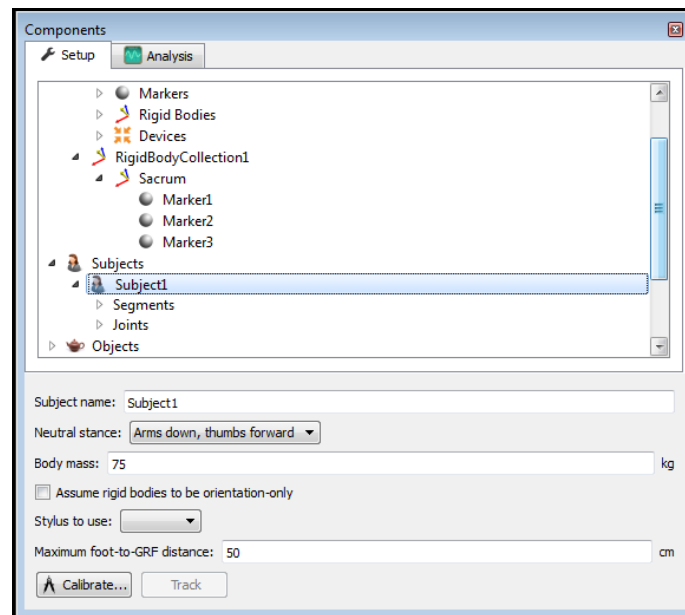 Components
Setup Analysis
Markers
Rigid Bodies
Devices
RigidBodyCollection1
Sacrum
Marker1
Marker2
Marker3
Subjects
Subject1
Segments
Joints
Objects
Subject name: Subject1
Neutral stance: Arms down, thumbs forward
Body mass: 75 kg
Assume rigid bodies to be orientation-only
Stylus to use:
Maximum foot-to-GRF distance: 50 cm
Calibrate... Track